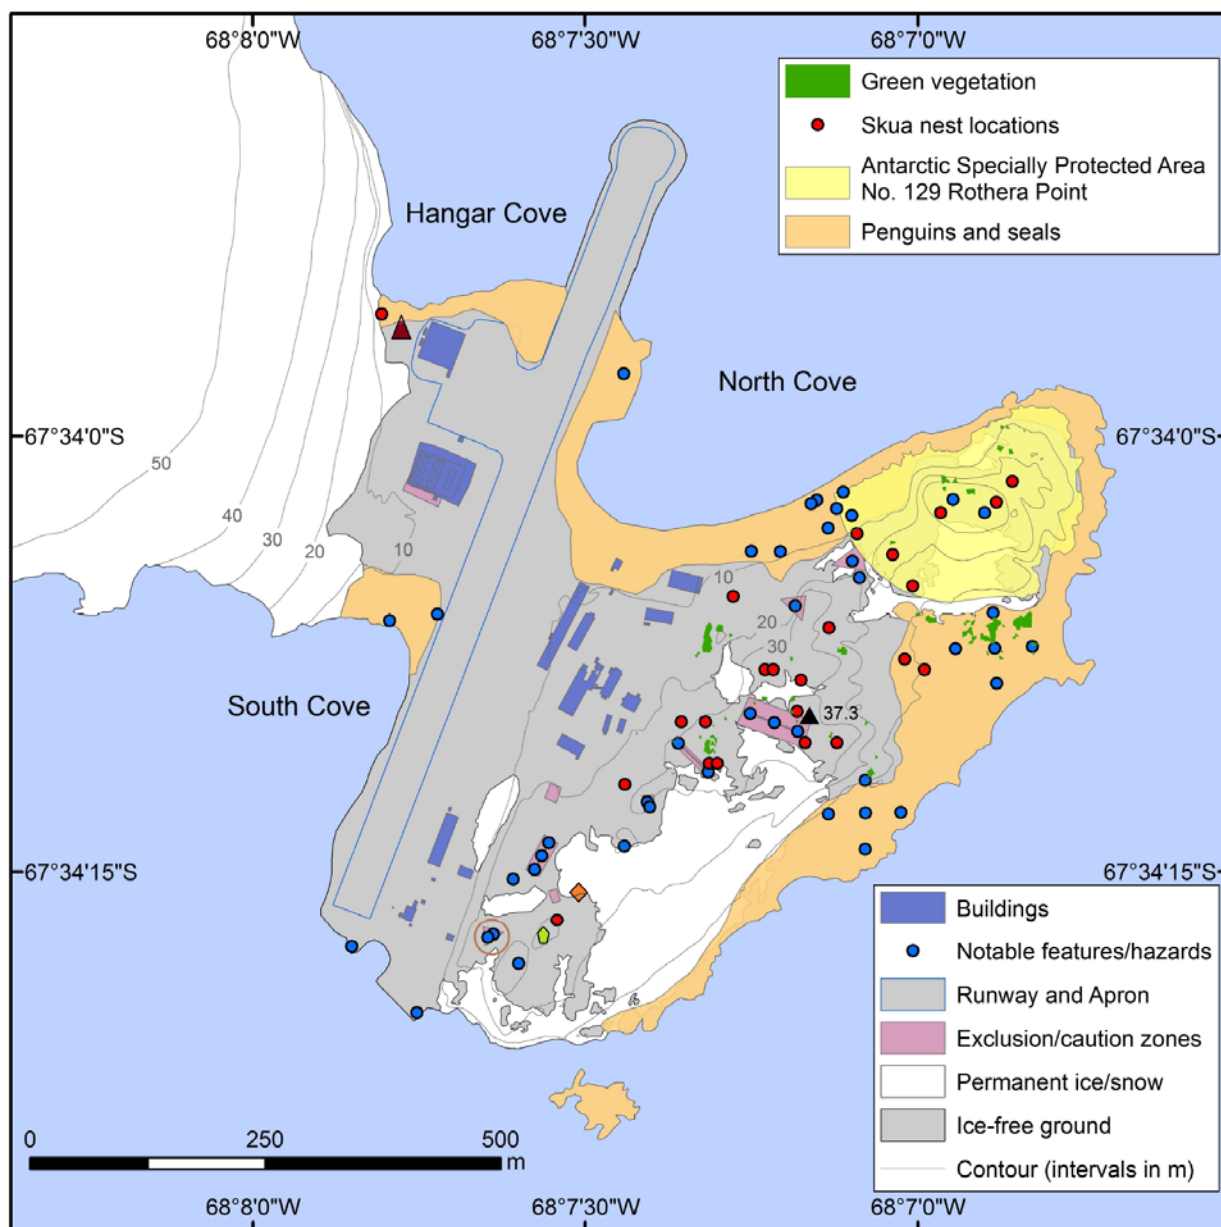 68°8'0"W
68°7'30"W
68°7'0"W
Green vegetation
Skua nest locations
Antarctic Specially Protected Area
No. 129 Rothera Point
Penguins and seals
Hangar Cove
North Cove
67°34'0"S
67°34'0"S
50
40
30
20
10
10
20
30
South Cove
37.3
67°34'15"S
67°34'15"S
Buildings
Notable features/hazards
Runway and Apron
Exclusion/caution zones
Permanent ice/snow
Ice-free ground
Contour (intervals in m)
0
250
500
m
68°8'0"W
68°7'30"W
68°7'0"W